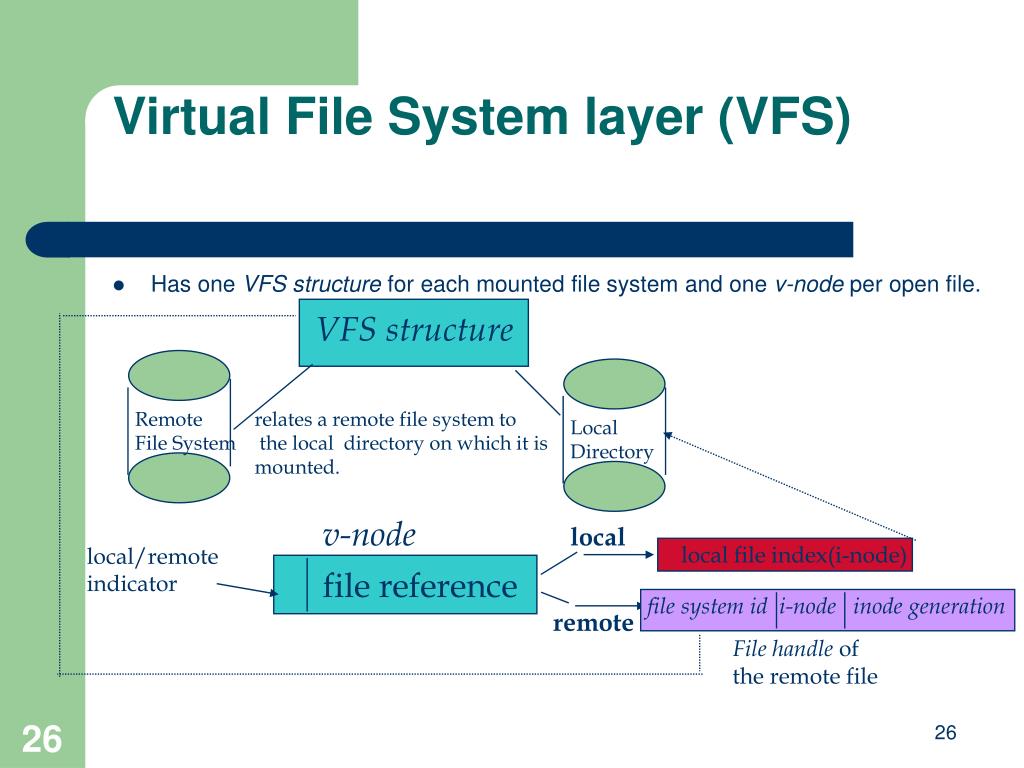 Virtual File System layer (VFS)
● Has one VFS structure for each mounted file system and one v-node per open file.
VFS structure
Remote
File System
relates a remote file system to
the local directory on which it is
mounted.
Local
Directory
v-node
local/remote
indicator
file reference
local
local file index(i-node)
remote
file system id i-node inode generation
File handle of
the remote file
26
26